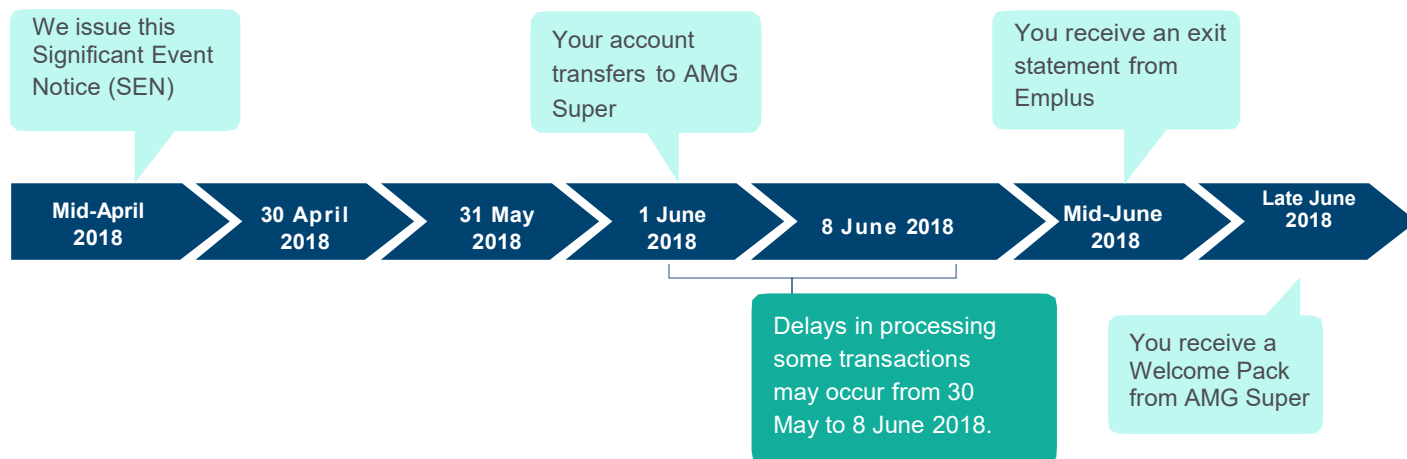 We issue this
Significant Event
Notice (SEN)
Your account
transfers to AMG
Super
You receive an exit
statement from
Emplus
Mid-April
2018
30 April
2018
31 May
2018
1 June
2018
8 June 2018
Mid-June
2018
Late June
2018
Delays in processing
some transactions
may occur from 30
May to 8 June 2018.
You receive a
Welcome Pack
from AMG Super